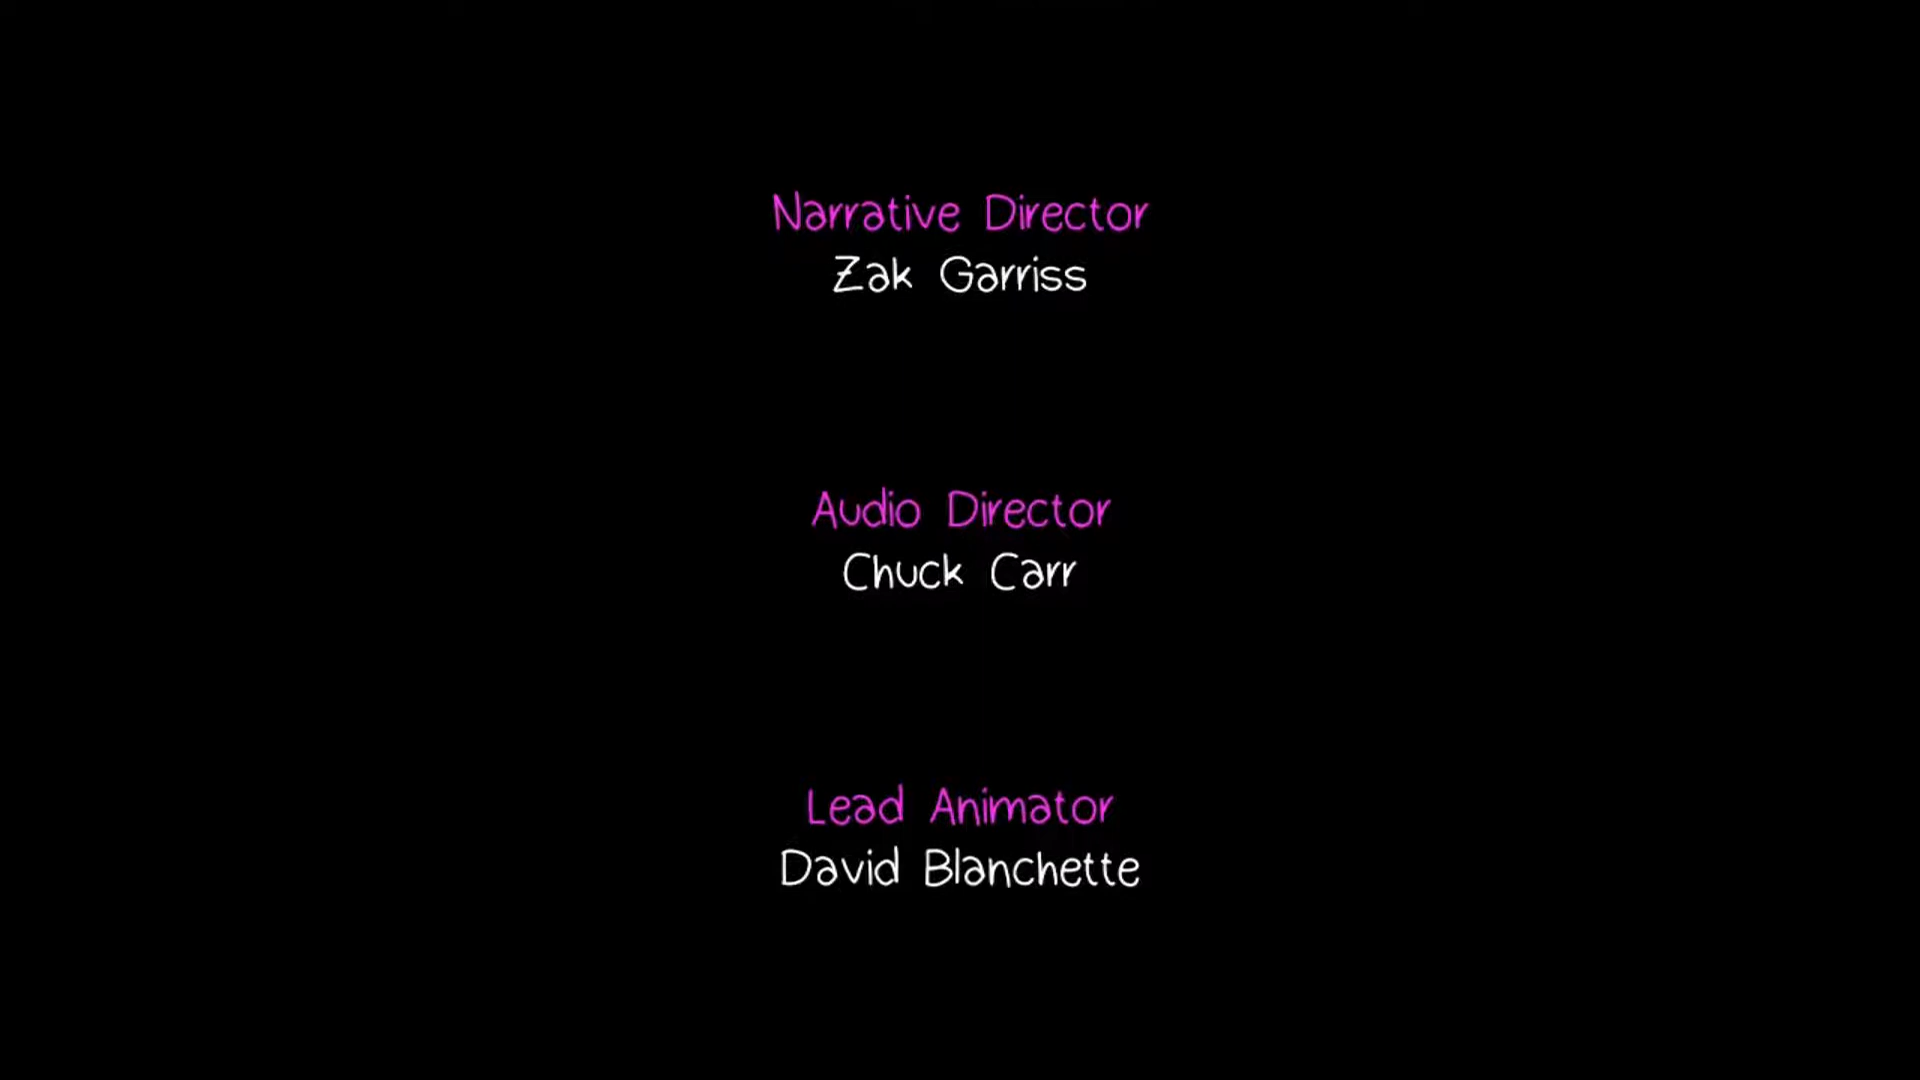 Narrative Director
Zak Garriss
Audio Director
Chuck Carr
Lead Animator
David Blanchette